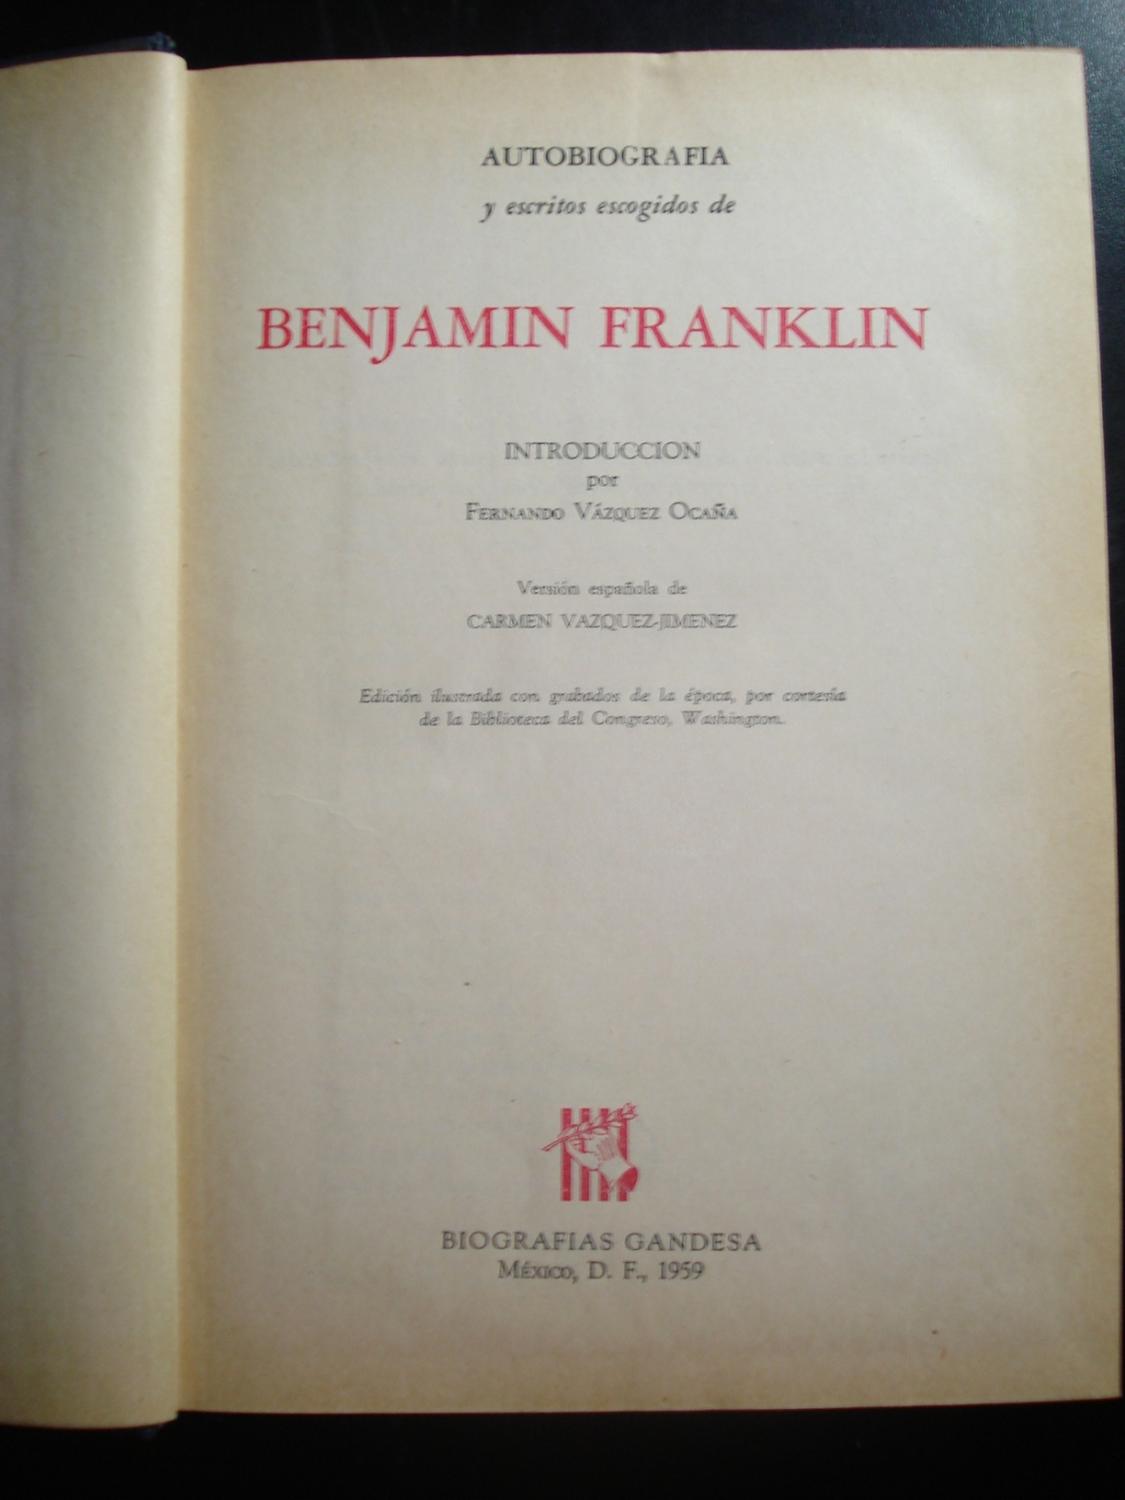 AUTOBIOGRAFIA
y escritos escogidos de
BENJAMIN FRANKLIN
INTRODUCCION
por
FERNANDO VÁZQUEZ OCAÑA
Versión española de
CARMEN VAZQUEZ-JIMENEZ
Edición ilustrada con grabados de la época, por cortesía
de la Biblioteca del Congreso, Washington.
BIOGRAFIAS GANDESA
MÉXICO, D. F., 1959